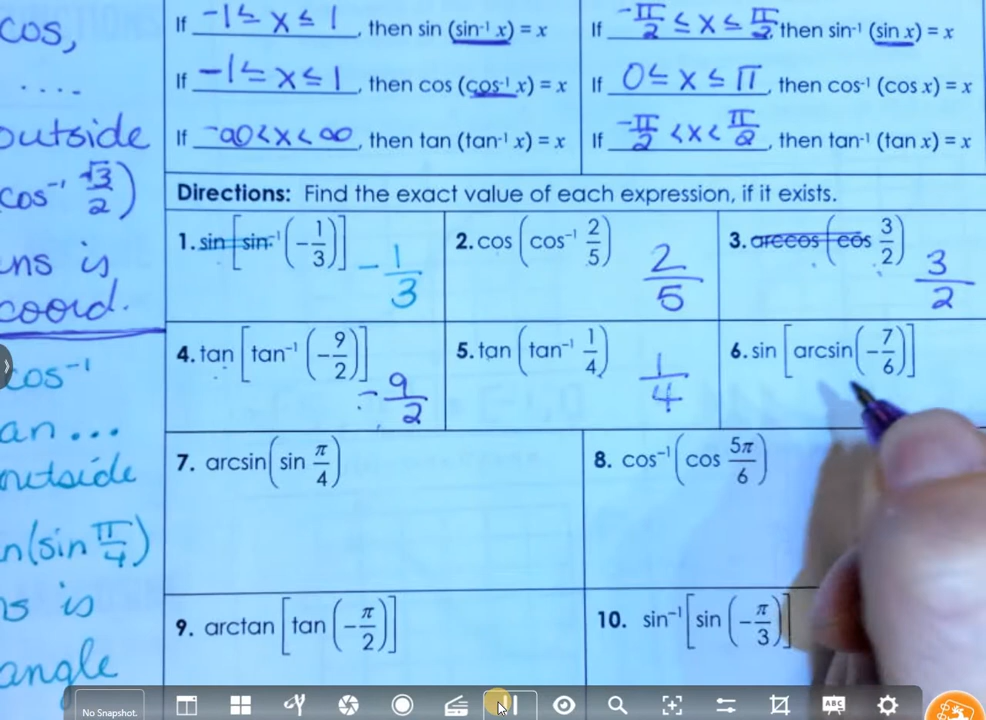 cos,
. . . .
outside
cos⁻¹ √3/2)
ns is
coord.
cos⁻¹
an ...
outside
n(sin π/4)
ns is
angle
If -1 ≤ x ≤ 1, then sin (sin⁻¹ x) = x
If -π/2 ≤ x ≤ π/2, then sin⁻¹ (sin x) = x
If -1 ≤ x ≤ 1, then cos (cos⁻¹ x) = x
If 0 ≤ x ≤ π, then cos⁻¹ (cos x) = x
If -∞ < x < ∞, then tan (tan⁻¹ x) = x
If -π/2 < x < π/2, then tan⁻¹ (tan x) = x
Directions: Find the exact value of each expression, if it exists.
1. sin [sin⁻¹ (-1/3)] -1/3
2. cos (cos⁻¹ 2/5) 2/5
3. arccos (cos 3/2) 3/2
4. tan [tan⁻¹ (-9/2)] -9/2
5. tan (tan⁻¹ 1/4) 1/4
6. sin [arcsin(-7/6)]
7. arcsin(sin π/4)
8. cos⁻¹(cos 5π/6)
9. arctan [tan (-π/2)]
10. sin⁻¹[sin (-π/3)]
No Snapshot.
ABC